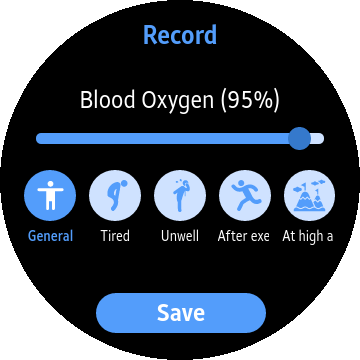 Record
Blood Oxygen (95%)
General Tired Unwell After exe At high a
Save